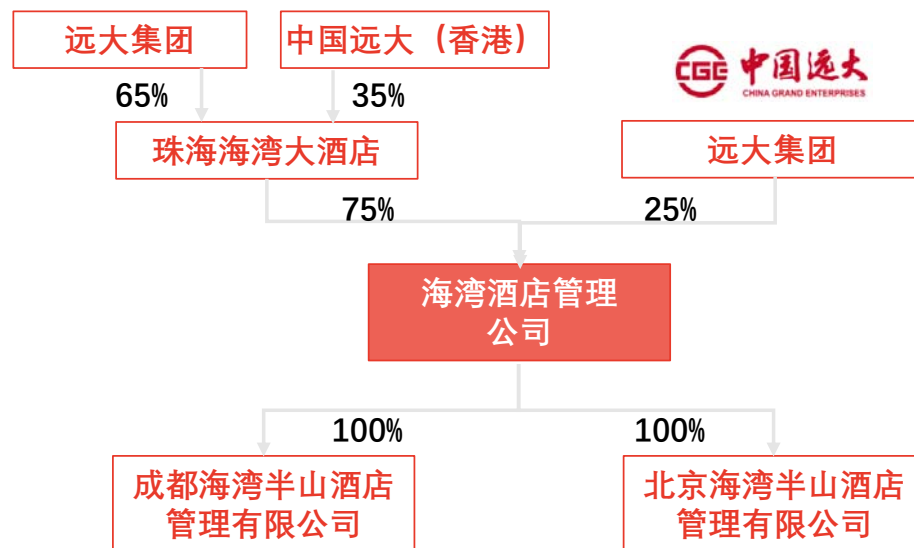 远大集团
中国远大（香港）
CGE 中国远大
CHINA GRAND ENTERPRISES
65%
35%
珠海海湾大酒店
远大集团
75%
25%
海湾酒店管理
公司
100%
100%
成都海湾半山酒店
管理有限公司
北京海湾半山酒店
管理有限公司